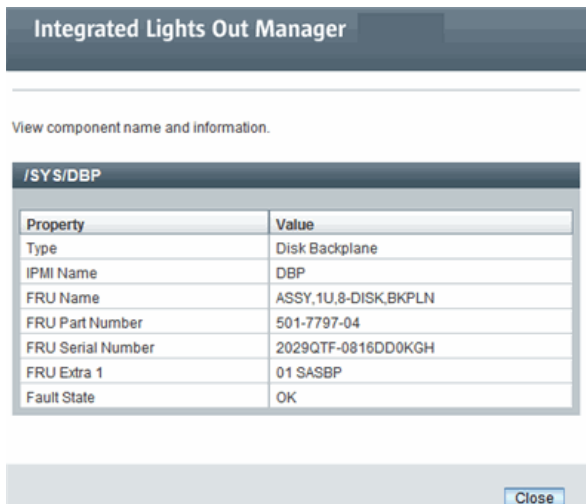 Integrated Lights Out Manager
View component name and information.
/SYS/DBP
Property Value
Type Disk Backplane
IPMI Name DBP
FRU Name ASSY,1U,8-DISK,BKPLN
FRU Part Number 501-7797-04
FRU Serial Number 2029QTF-0816DD0KGH
FRU Extra 1 01 SASBP
Fault State OK
Close